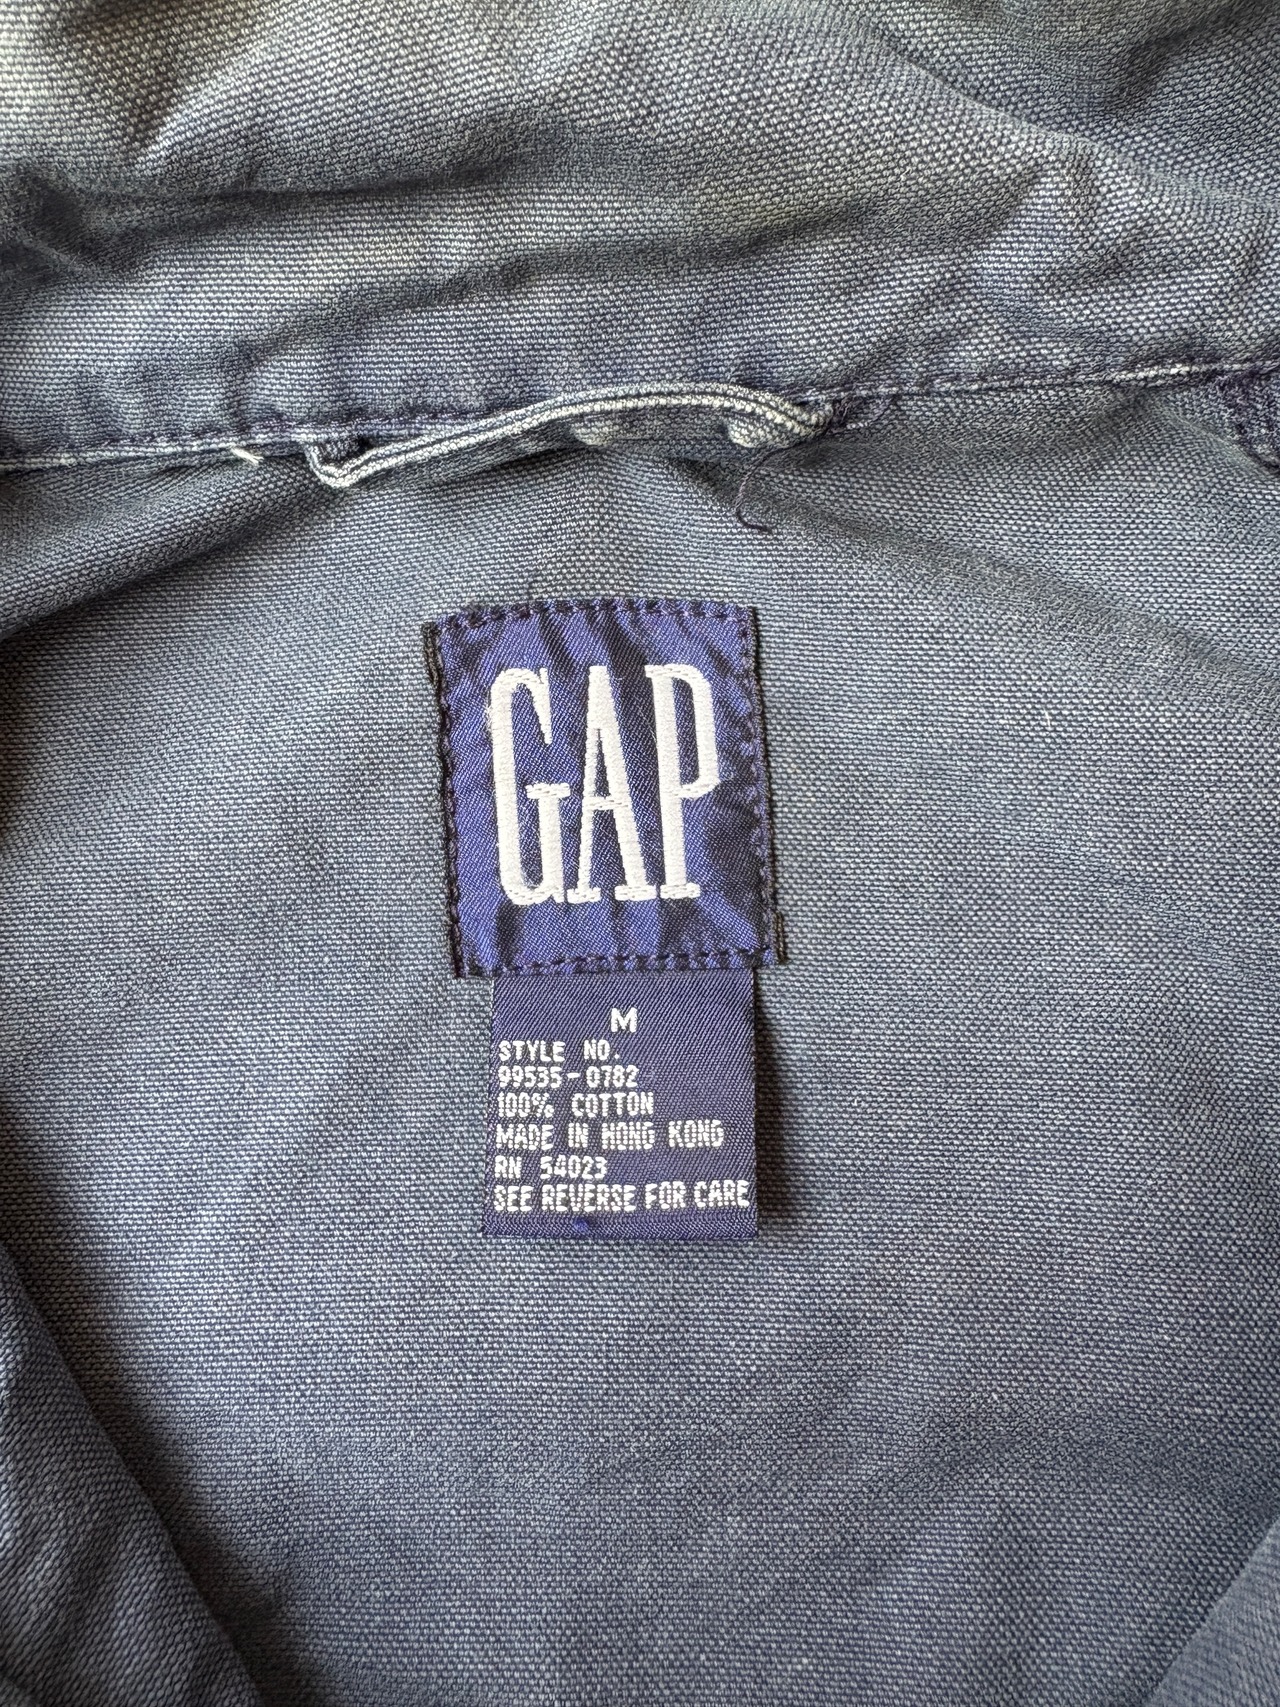 GAP
M
STYLE NO.
99535-0782
100% COTTON
MADE IN HONG KONG
RN 54023
SEE REVERSE FOR CARE